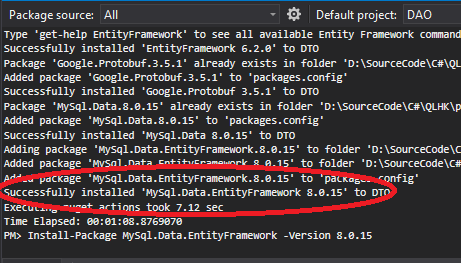 Package source: All Default project: DAO
Type 'get-help EntityFramework' to see all available Entity Framework command
Successfully installed 'EntityFramework 6.2.0' to DTO
Package 'Google.Protobuf.3.5.1' already exists in folder 'D:\SourceCode\C#\QLHK
Added package 'Google.Protobuf.3.5.1' to 'packages.config'
Successfully installed 'Google.Protobuf 3.5.1' to DTO
Package 'MySql.Data.8.0.15' already exists in folder 'D:\SourceCode\C#\QLHK\p
Added package 'MySql.Data.8.0.15' to 'packages.config'
Successfully installed 'MySql.Data 8.0.15' to DTO
Adding package 'MySql.Data.EntityFramework.8.0.15' to folder 'D:\SourceCode\C
Added package 'MySql.Data.EntityFramework.8.0.15' to folder 'D:\SourceCode\C#
Added package 'MySql.Data.EntityFramework.8.0.15' to 'packages.config'
Successfully installed 'MySql.Data.EntityFramework 8.0.15' to DTO
Executing nuget actions took 7.12 sec
Time Elapsed: 00:01:08.8769070
PM> Install-Package MySql.Data.EntityFramework -Version 8.0.15